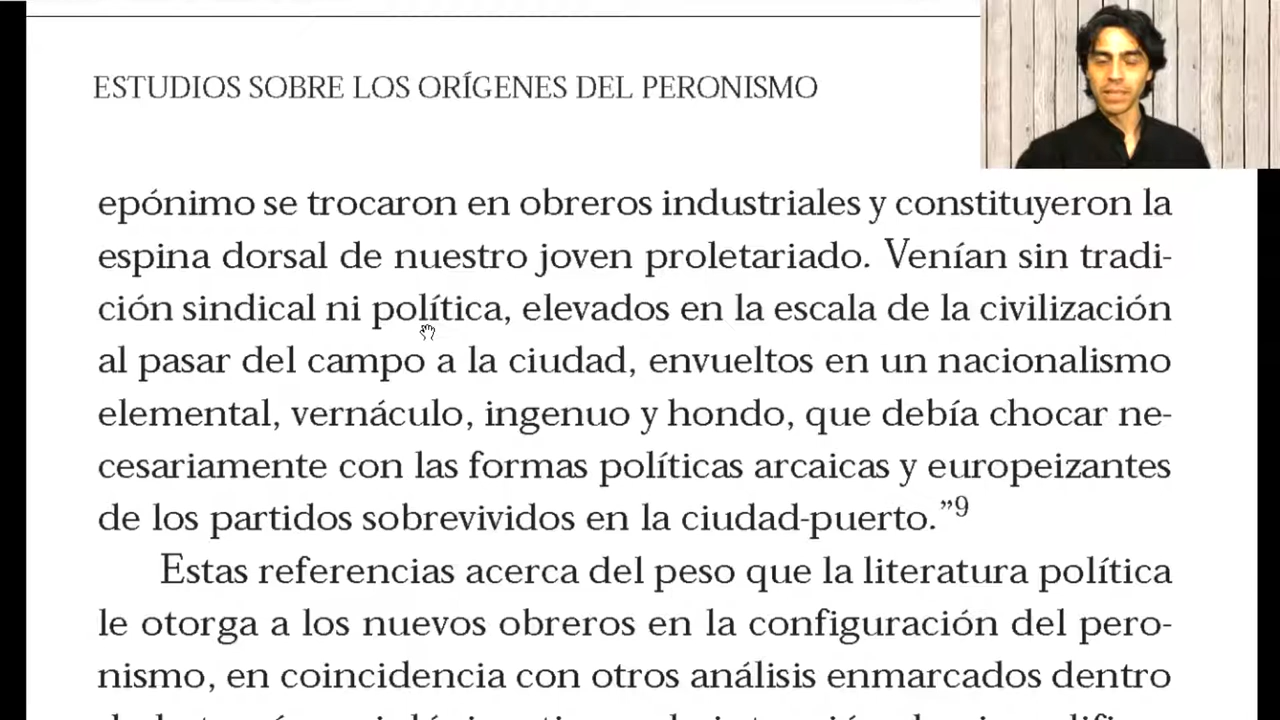 ESTUDIOS SOBRE LOS ORÍGENES DEL PERONISMO
epónimo se trocaron en obreros industriales y constituyeron la
espina dorsal de nuestro joven proletariado. Venían sin tradi-
ción sindical ni política, elevados en la escala de la civilización
al pasar del campo a la ciudad, envueltos en un nacionalismo
elemental, vernáculo, ingenuo y hondo, que debía chocar ne-
cesariamente con las formas políticas arcaicas y europeizantes
de los partidos sobrevividos en la ciudad-puerto.”9
Estas referencias acerca del peso que la literatura política
le otorga a los nuevos obreros en la configuración del pero-
nismo, en coincidencia con otros análisis enmarcados dentro